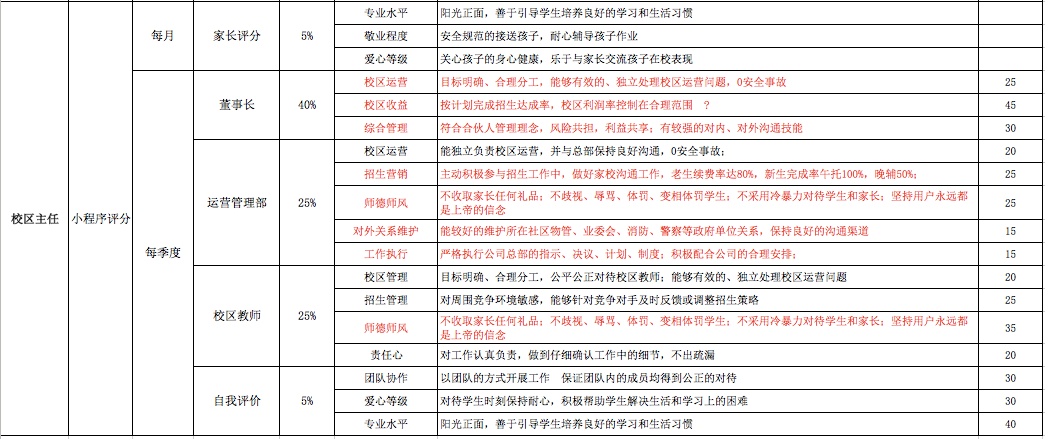 专业水平 阳光正面，善于引导学生培养良好的学习和生活习惯
每月 家长评分 5% 敬业程度 安全规范的接送孩子，耐心辅导孩子作业
爱心等级 关心孩子的身心健康，乐于与家长交流孩子在校表现
校区运营 目标明确、合理分工，能够有效的、独立处理校区运营问题，0安全事故 25
董事长 40% 校区收益 按计划完成招生达成率，校区利润率控制在合理范围 ？ 45
综合管理 符合合伙人管理理念，风险共担，利益共享；有较强的对内、对外沟通技能 30
校区运营 能独立负责校区运营，并与总部保持良好沟通，0安全事故； 20
招生营销 主动积极参与招生工作中，做好家校沟通工作，老生续费率达80%，新生完成率午托100%，晚辅50%； 25
运营管理部 25% 师德师风 不收取家长任何礼品；不歧视、辱骂、体罚、变相体罚学生；不采用冷暴力对待学生和家长；坚持用户永远都
是上帝的信念 25
校区主任 小程序评分
对外关系维护 能较好的维护所在社区物管、业委会、消防、警察等政府单位关系，保持良好的沟通渠道 15
每季度 工作执行 严格执行公司总部的指示、决议、计划、制度；积极配合公司的合理安排； 15
校区管理 目标明确、合理分工，公平公正对待校区教师；能够有效的、独立处理校区运营问题 20
招生管理 对周围竞争环境敏感，能够针对竞争对手及时反馈或调整招生策略 25
校区教师 25% 师德师风 不收取家长任何礼品；不歧视、辱骂、体罚、变相体罚学生；不采用冷暴力对待学生和家长；坚持用户永远都
是上帝的信念 35
责任心 对工作认真负责，做到仔细确认工作中的细节，不出疏漏 20
团队协作 以团队的方式开展工作 保证团队内的成员均得到公正的对待 30
自我评价 5% 爱心等级 对待学生时刻保持耐心，积极帮助学生解决生活和学习上的困难 30
专业水平 阳光正面，善于引导学生培养良好的学习和生活习惯 40